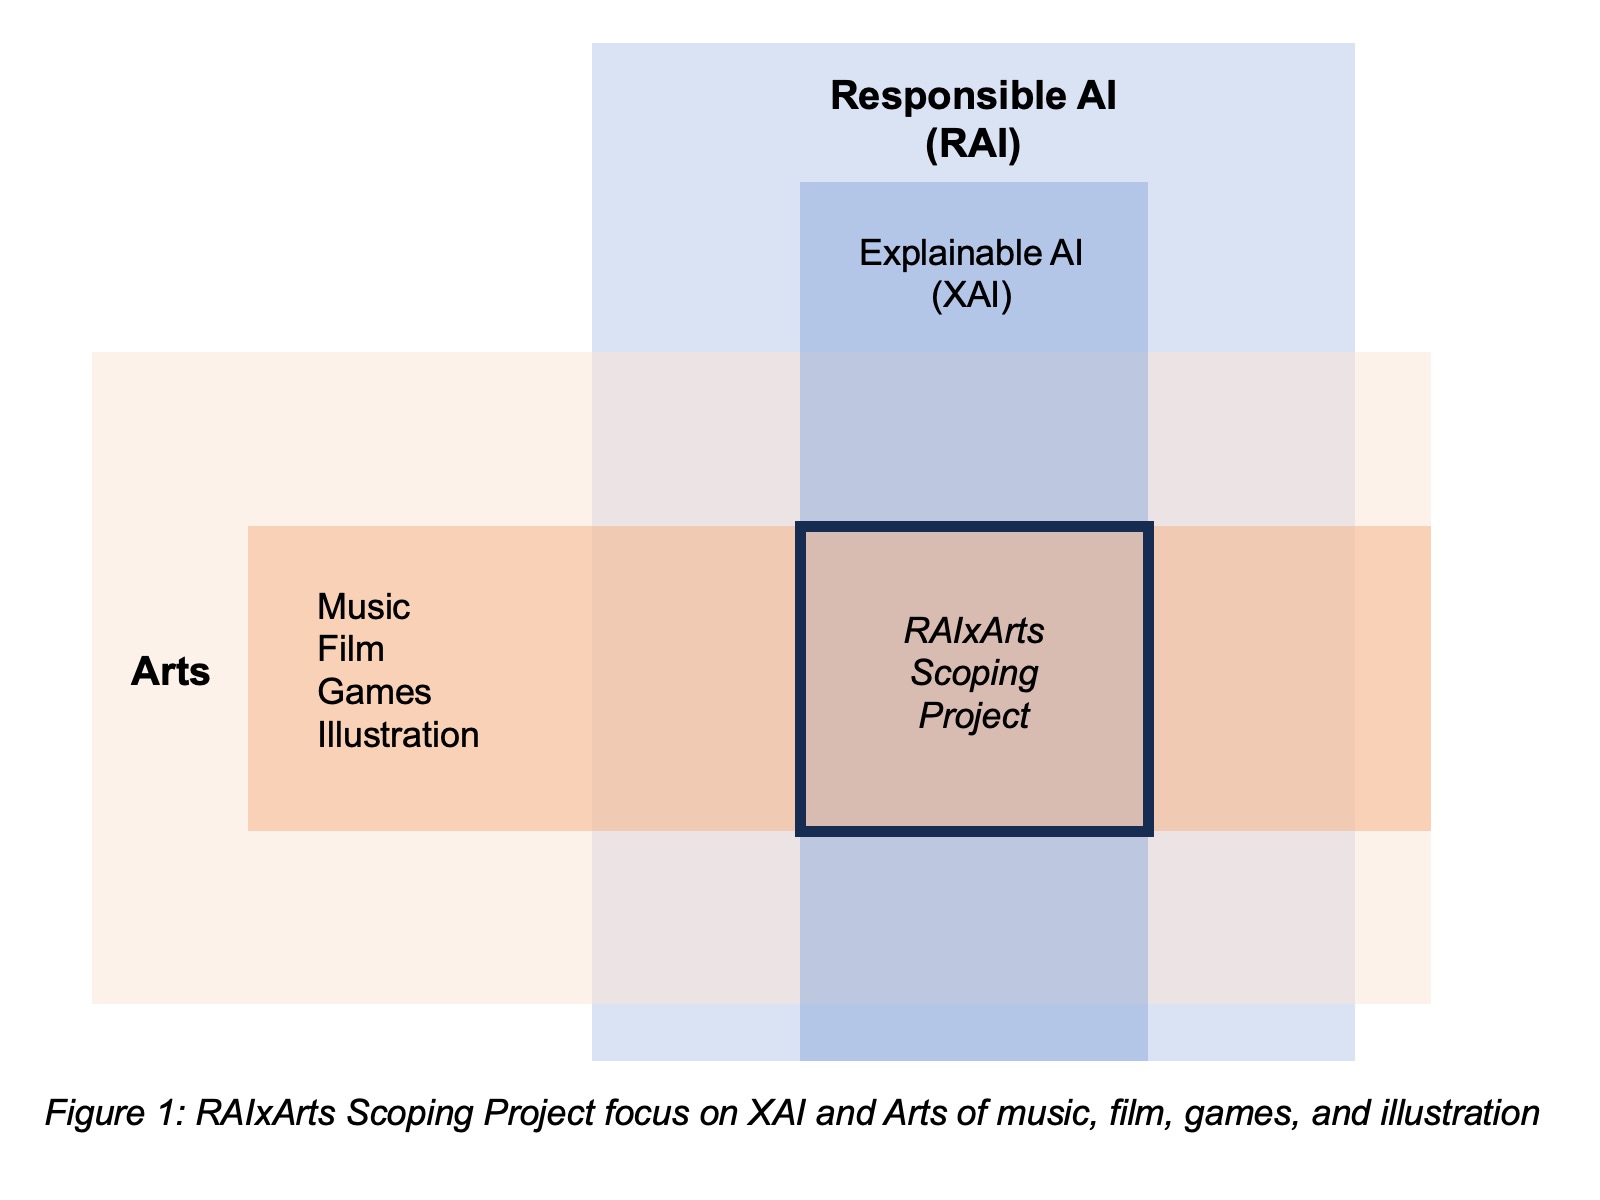 Responsible AI
(RAI)
Explainable AI
(XAI)
Arts
Music
Film
Games
Illustration
RAIxArts
Scoping
Project
Figure 1: RAIxArts Scoping Project focus on XAI and Arts of music, film, games, and illustration